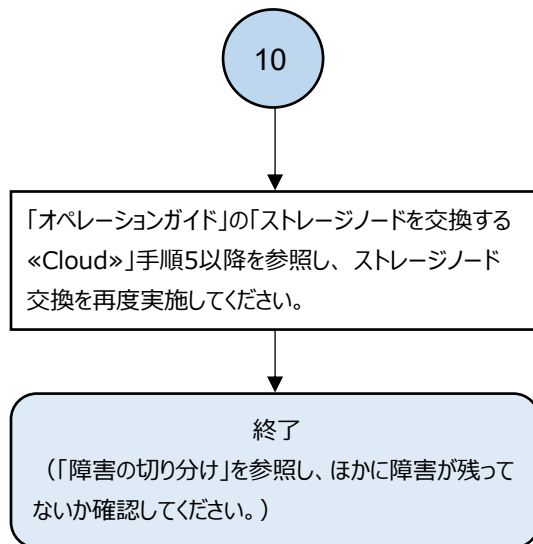 10
「オペレーションガイド」の「ストレージノードを交換する
«Cloud»」手順5以降を参照し、ストレージノード
交換を再度実施してください。
終了
（「障害の切り分け」を参照し、ほかに障害が残って
ないか確認してください。）